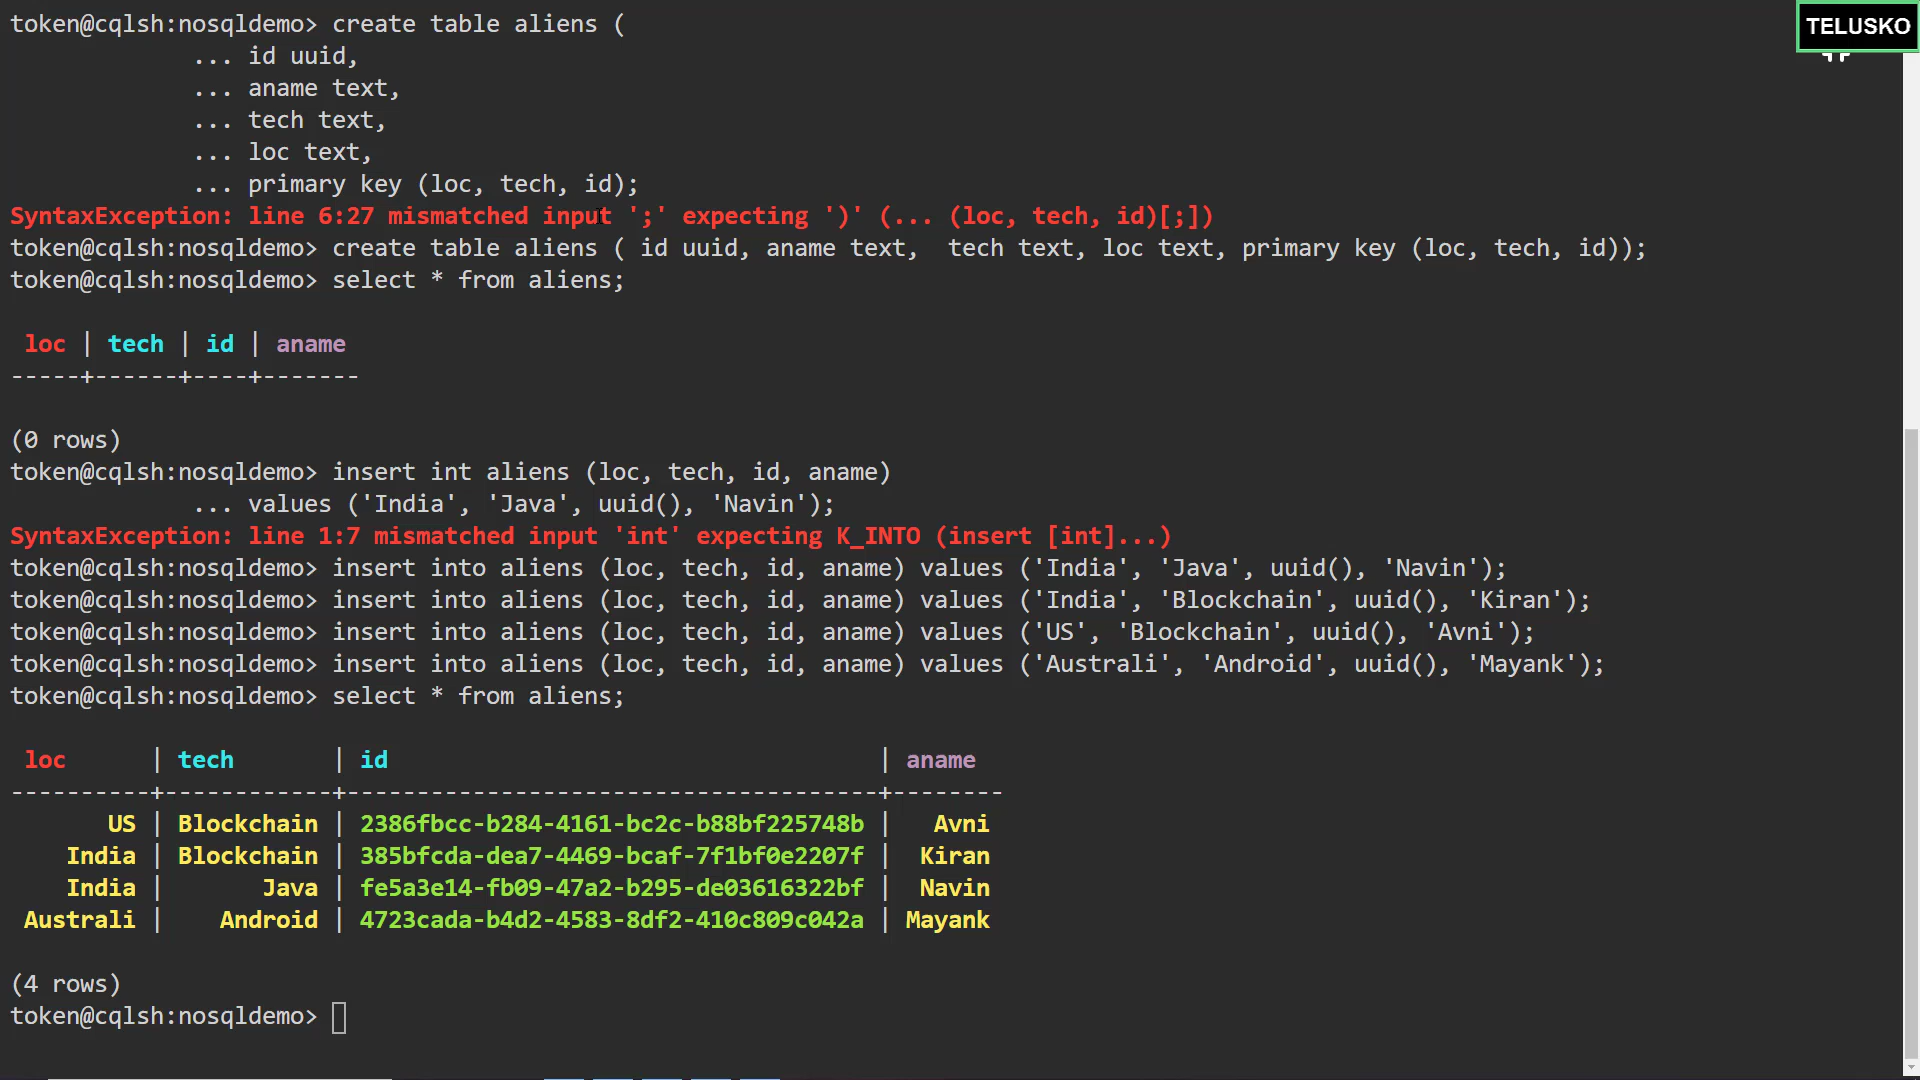 token@cqlsh:nosqldemo> create table aliens (
TELUSKO
... id uuid,
... aname text,
... tech text,
... loc text,
... primary key (loc, tech, id);
SyntaxException: line 6:27 mismatched input ';' expecting ')' (... (loc, tech, id)[;])
token@cqlsh:nosqldemo> create table aliens ( id uuid, aname text,  tech text, loc text, primary key (loc, tech, id));
token@cqlsh:nosqldemo> select * from aliens;
loc | tech | id | aname
-----+------+----+-------
(0 rows)
token@cqlsh:nosqldemo> insert int aliens (loc, tech, id, aname)
... values ('India', 'Java', uuid(), 'Navin');
SyntaxException: line 1:7 mismatched input 'int' expecting K_INTO (insert [int]...)
token@cqlsh:nosqldemo> insert into aliens (loc, tech, id, aname) values ('India', 'Java', uuid(), 'Navin');
token@cqlsh:nosqldemo> insert into aliens (loc, tech, id, aname) values ('India', 'Blockchain', uuid(), 'Kiran');
token@cqlsh:nosqldemo> insert into aliens (loc, tech, id, aname) values ('US', 'Blockchain', uuid(), 'Avni');
token@cqlsh:nosqldemo> insert into aliens (loc, tech, id, aname) values ('Australi', 'Android', uuid(), 'Mayank');
token@cqlsh:nosqldemo> select * from aliens;
loc | tech | id | aname
----------+------------+--------------------------------------+--------
US | Blockchain | 2386fbcc-b284-4161-bc2c-b88bf225748b | Avni
India | Blockchain | 385bfcda-dea7-4469-bcaf-7f1bf0e2207f | Kiran
India | Java | fe5a3e14-fb09-47a2-b295-de03616322bf | Navin
Australi | Android | 4723cada-b4d2-4583-8df2-410c809c042a | Mayank
(4 rows)
token@cqlsh:nosqldemo>